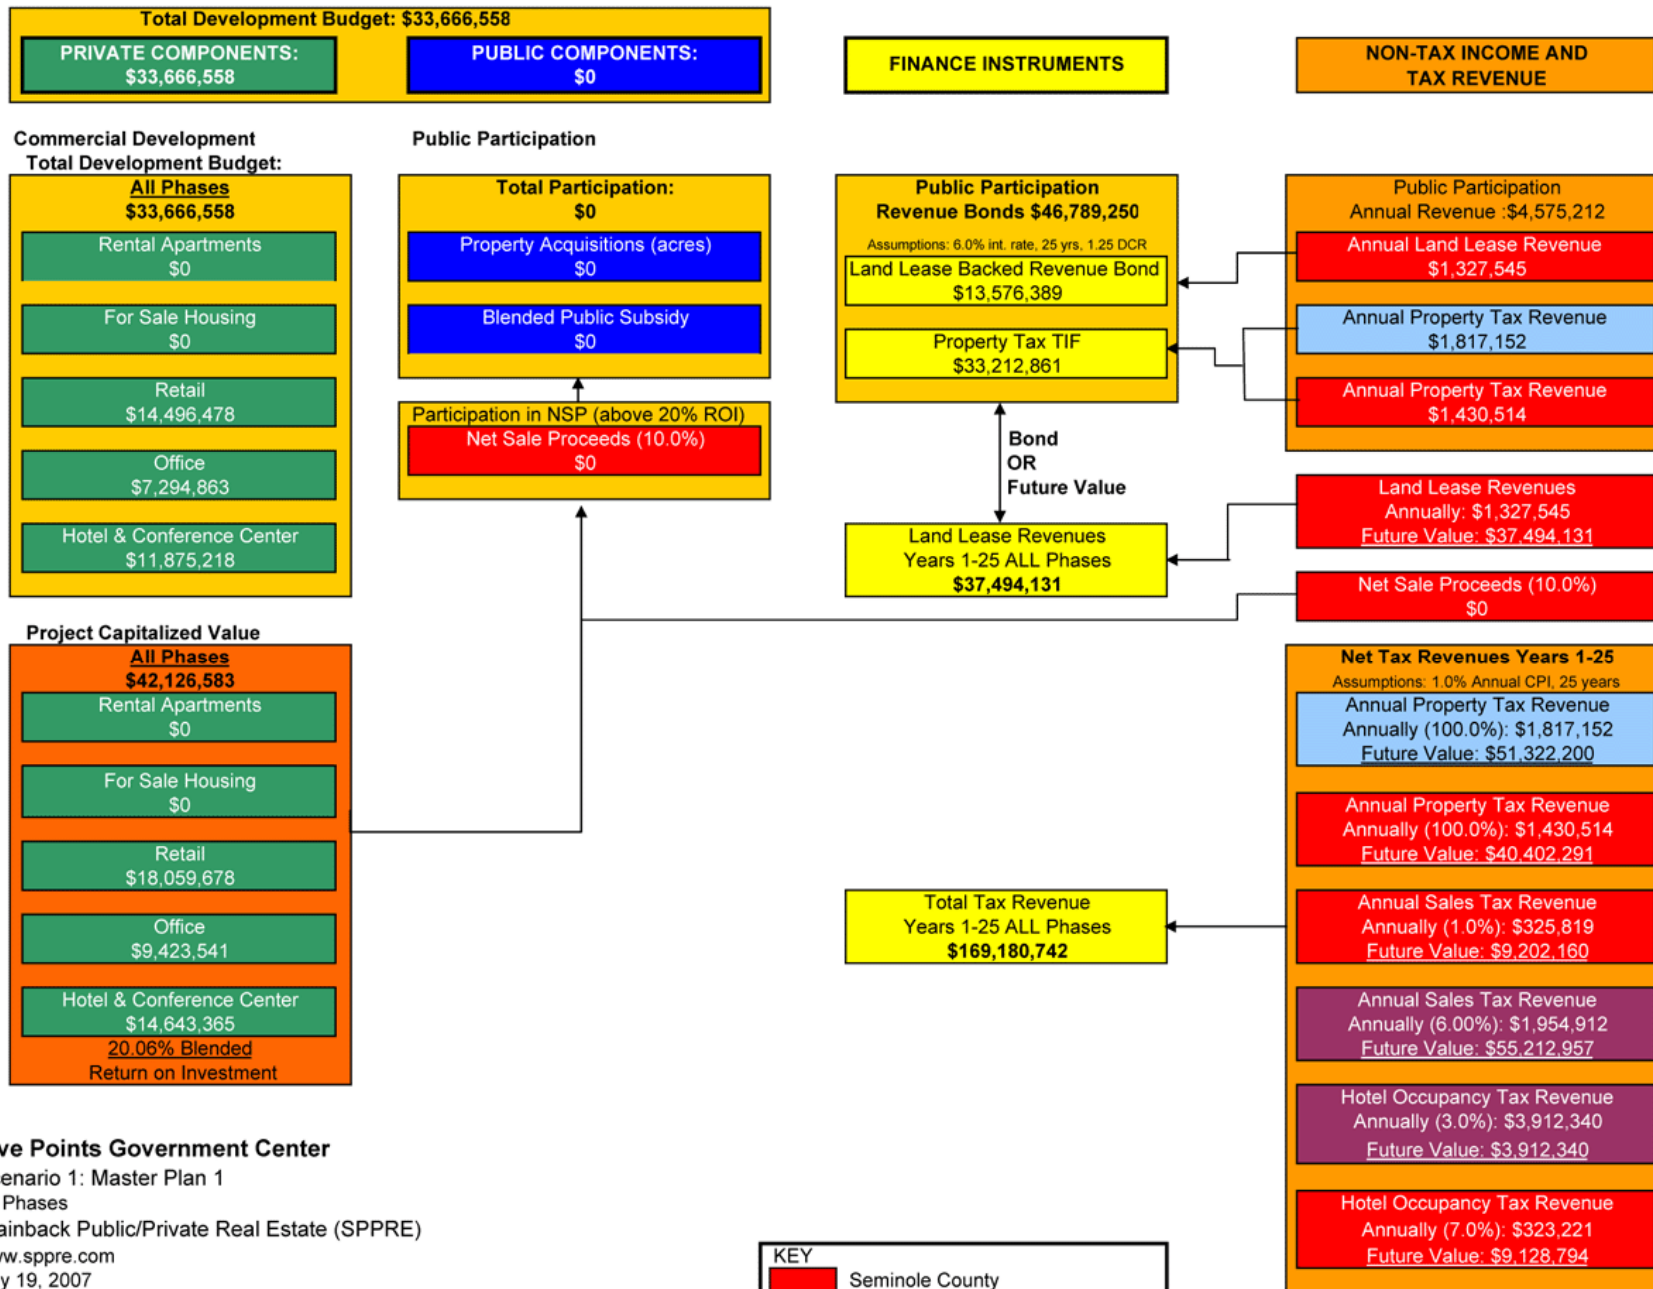 Total Development Budget: $33,666,558
PRIVATE COMPONENTS:
$33,666,558
PUBLIC COMPONENTS:
$0
FINANCE INSTRUMENTS
NON-TAX INCOME AND
TAX REVENUE
Commercial Development
Total Development Budget:
All Phases
$33,666,558
Rental Apartments
$0
For Sale Housing
$0
Retail
$14,496,478
Office
$7,294,863
Hotel & Conference Center
$11,875,218
Project Capitalized Value
All Phases
$42,126,583
Rental Apartments
$0
For Sale Housing
$0
Retail
$18,059,678
Office
$9,423,541
Hotel & Conference Center
$14,643,365
20.06% Blended
Return on Investment
Public Participation
Total Participation:
$0
Property Acquisitions (acres)
$0
Blended Public Subsidy
$0
Participation in NSP (above 20% ROI)
Net Sale Proceeds (10.0%)
$0
Public Participation
Revenue Bonds $46,789,250
Assumptions: 6.0% int. rate, 25 yrs, 1.25 DCR
Land Lease Backed Revenue Bond
$13,576,389
Property Tax TIF
$33,212,861
Bond
OR
Future Value
Land Lease Revenues
Years 1-25 ALL Phases
$37,494,131
Total Tax Revenue
Years 1-25 ALL Phases
$169,180,742
Public Participation
Annual Revenue :$4,575,212
Annual Land Lease Revenue
$1,327,545
Annual Property Tax Revenue
$1,817,152
Annual Property Tax Revenue
$1,430,514
Land Lease Revenues
Annually: $1,327,545
Future Value: $37,494,131
Net Sale Proceeds (10.0%)
$0
Net Tax Revenues Years 1-25
Assumptions: 1.0% Annual CPI, 25 years
Annual Property Tax Revenue
Annually (100.0%): $1,817,152
Future Value: $51,322,200
Annual Property Tax Revenue
Annually (100.0%): $1,430,514
Future Value: $40,402,291
Annual Sales Tax Revenue
Annually (1.0%): $325,819
Future Value: $9,202,160
Annual Sales Tax Revenue
Annually (6.00%): $1,954,912
Future Value: $55,212,957
Hotel Occupancy Tax Revenue
Annually (3.0%): $3,912,340
Future Value: $3,912,340
Hotel Occupancy Tax Revenue
Annually (7.0%): $323,221
Future Value: $9,128,794
ve Points Government Center
enario 1: Master Plan 1
Phases
ainback Public/Private Real Estate (SPPRE)
ww.sppre.com
y 19, 2007
KEY
Seminole County